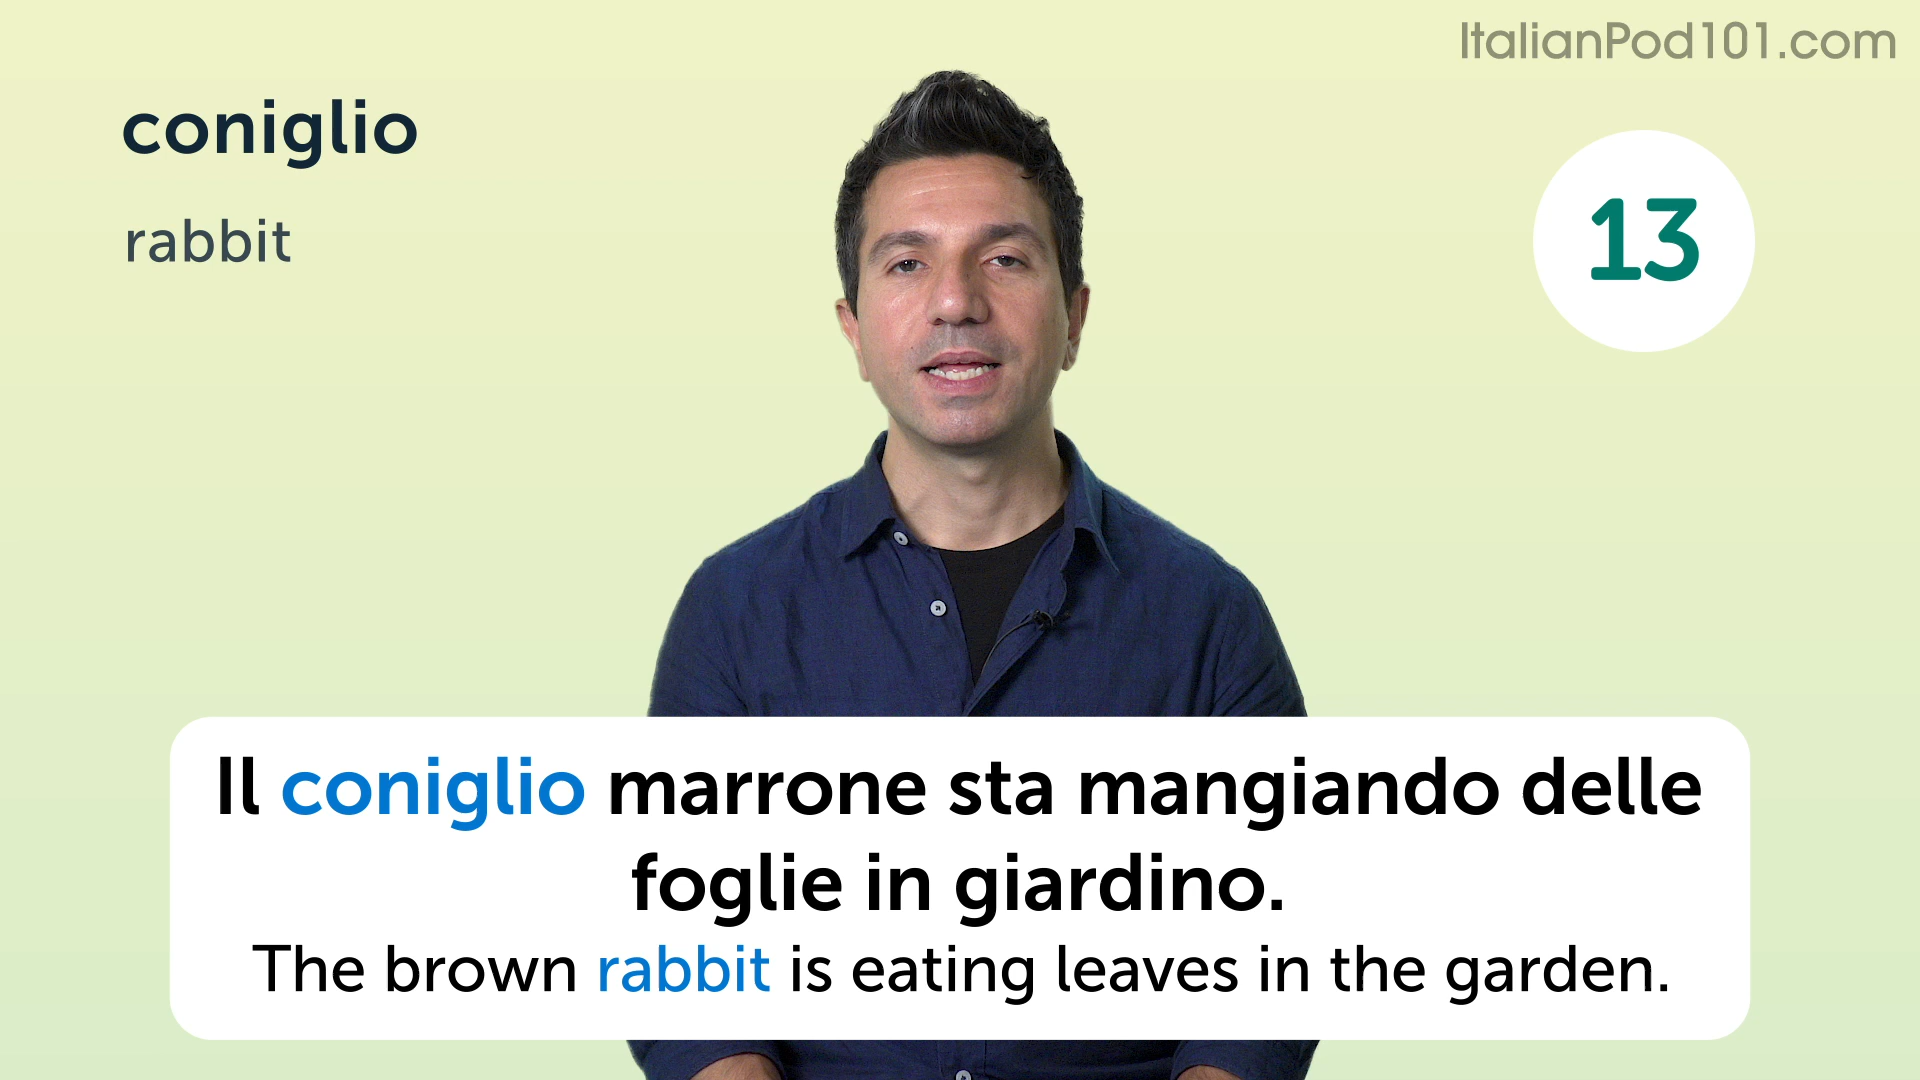 ItalianPod101.com
coniglio
rabbit
13
Il coniglio marrone sta mangiando delle
foglie in giardino.
The brown rabbit is eating leaves in the garden.